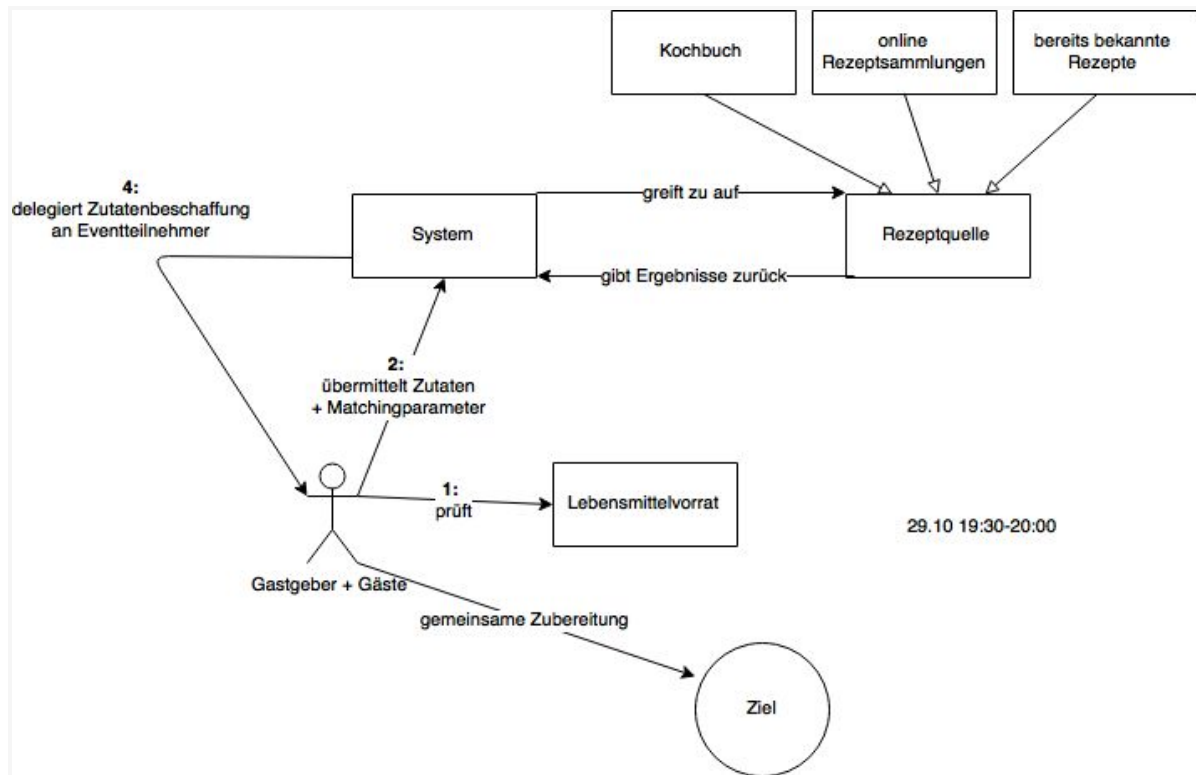 Kochbuch
online
Rezeptsammlungen
bereits bekannte
Rezepte
4:
delegiert Zutatenbeschaffung
an Eventteilnehmer
System
greift zu auf
Rezeptquelle
gibt Ergebnisse zurück
2:
übermittelt Zutaten
+ Matchingparameter
1:
prüft
Lebensmittelvorrat
29.10 19:30-20:00
Gastgeber + Gäste
gemeinsame Zubereitung
Ziel